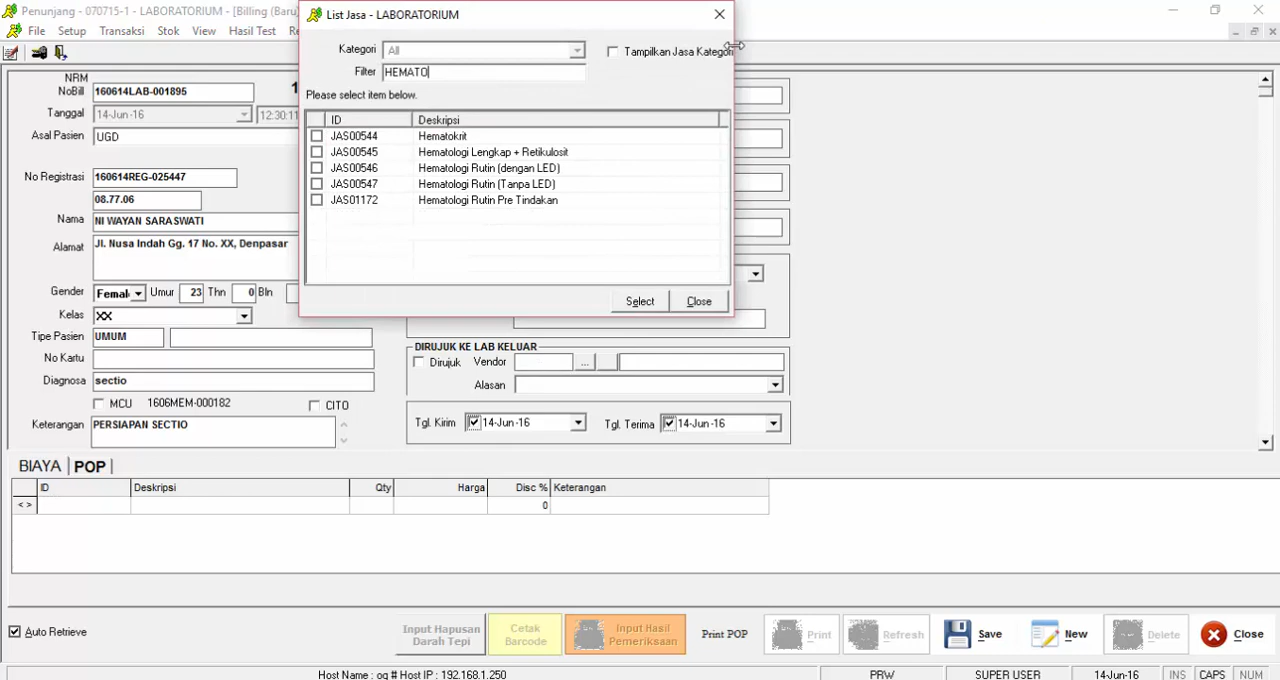 Penunjang - 070715-1 - LABORATORIUM - [Billing (Baru)
File Setup Transaksi Stok View Hasil Test
List Jasa - LABORATORIUM
Kategori All Tampilkan Jasa Kategori
Filter HEMATO
Please select item below.
ID Deskripsi
JAS00544 Hematokrit
JAS00545 Hematologi Lengkap + Retikulosit
JAS00546 Hematologi Rutin (dengan LED)
JAS00547 Hematologi Rutin (Tanpa LED)
JAS01172 Hematologi Rutin Pre Tindakan
Select Close
NRM
NoBill 160614LAB-001895
Tanggal 14-Jun-16 12:30:11
Asal Pasien UGD
No Registrasi 160614REG-025447
08.77.06
Nama NI WAYAN SARASWATI
Alamat Jl. Nusa Indah Gg. 17 No. XX, Denpasar
Gender Femal Umur 23 Thn 0 Bln
Kelas XX
Tipe Pasien UMUM
No Kartu
Diagnosa sectio
MCU 1606MEM-000182 CITO
Keterangan PERSIAPAN SECTIO
DIRUJUK KE LAB KELUAR
Dirujuk Vendor ...
Alasan
Tgl. Kirim 14-Jun-16 Tgl. Terima 14-Jun-16
BIAYA | POP |
ID Deskripsi Qty Harga Disc % Keterangan
< > 0
Auto Retrieve
Input Hapusan Darah Tepi
Cetak Barcode
Input Hasil Pemeriksaan
Print POP
Print
Refresh
Save
New
Delete
Close
Host Name : og # Host IP : 192.168.1.250 PRW SUPER USER 14-Jun-16 INS CAPS NUM